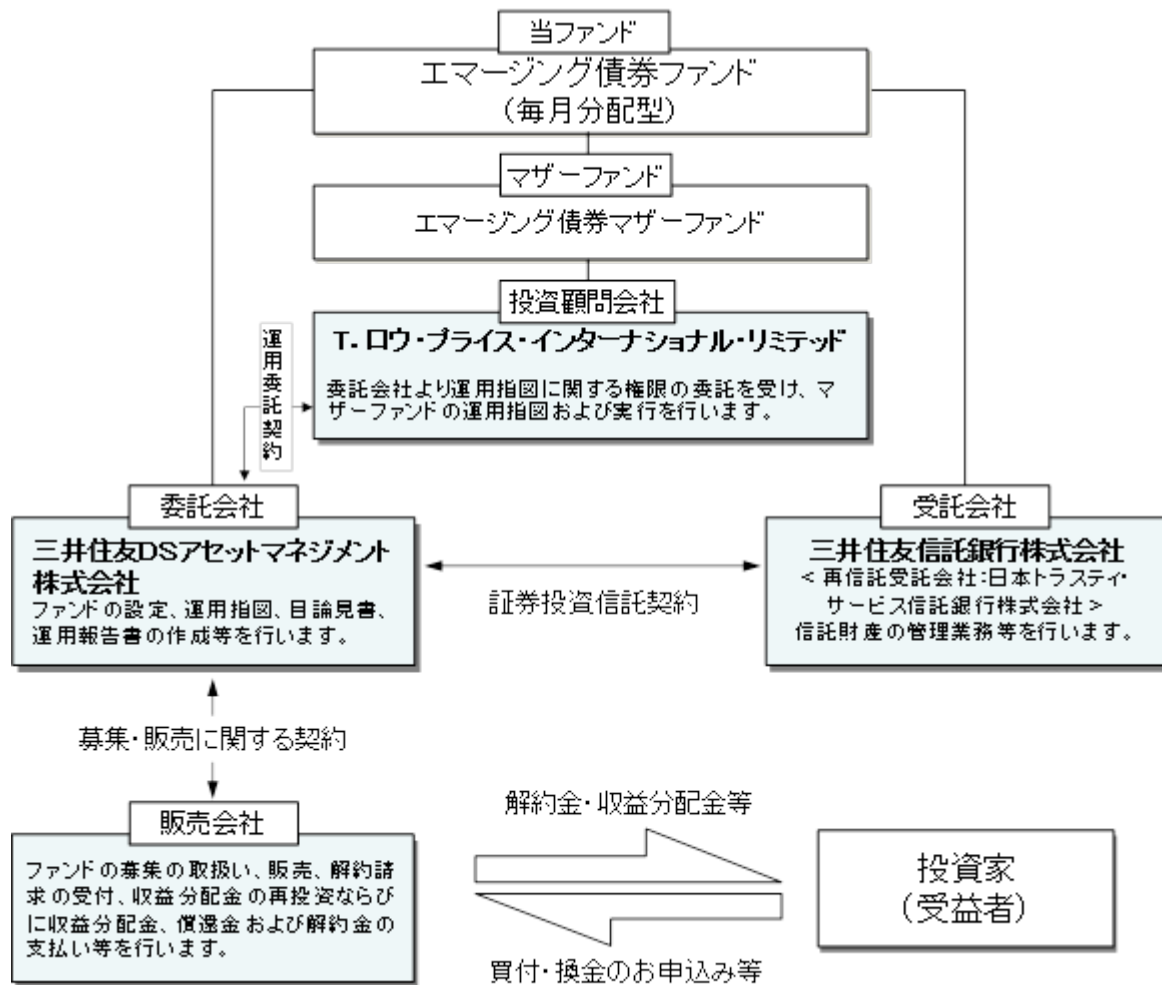 当ファンド
エマージング債券ファンド
(毎月分配型)
マザーファンド
エマージング債券マザーファンド
投資顧問会社
T.ロウ・プライス・インターナショナル・リミテッド
委託会社より運用指図に関する権限の委託を受け、マ
ザーファンドの運用指図および実行を行います。
運用委託契約
委託会社
三井住友DSアセットマネジメント
株式会社
ファンドの設定、運用指図、目論見書、
運用報告書の作成等を行います。
証券投資信託契約
受託会社
三井住友信託銀行株式会社
<再信託受託会社:日本トラスティ・
サービス信託銀行株式会社>
信託財産の管理業務等を行います。
募集・販売に関する契約
販売会社
ファンドの募集の取扱い、販売、解約請
求の受付、収益分配金の再投資ならび
に収益分配金、償還金および解約金の
支払い等を行います。
解約金・収益分配金等
買付・換金のお申込み等
投資家
(受益者)